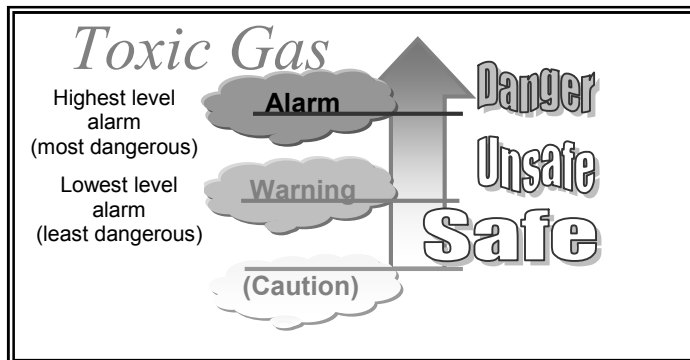 Toxic Gas
Highest level
alarm
(most dangerous)
Alarm
Danger
Lowest level
alarm
(least dangerous)
Warning
Unsafe
Safe
(Caution)